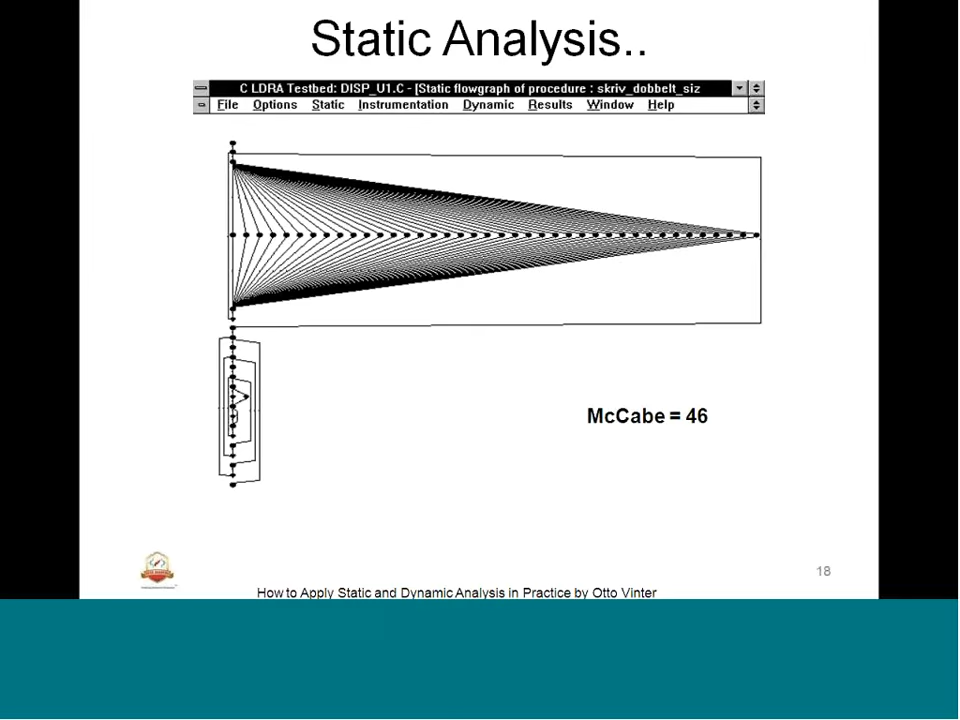 Static Analysis..
C LDRA Testbed: DISP_U1.C - [Static flowgraph of procedure : skriv_dobbelt_siz
File Options Static Instrumentation Dynamic Results Window Help
McCabe = 46
18
How to Apply Static and Dynamic Analysis in Practice by Otto Vinter